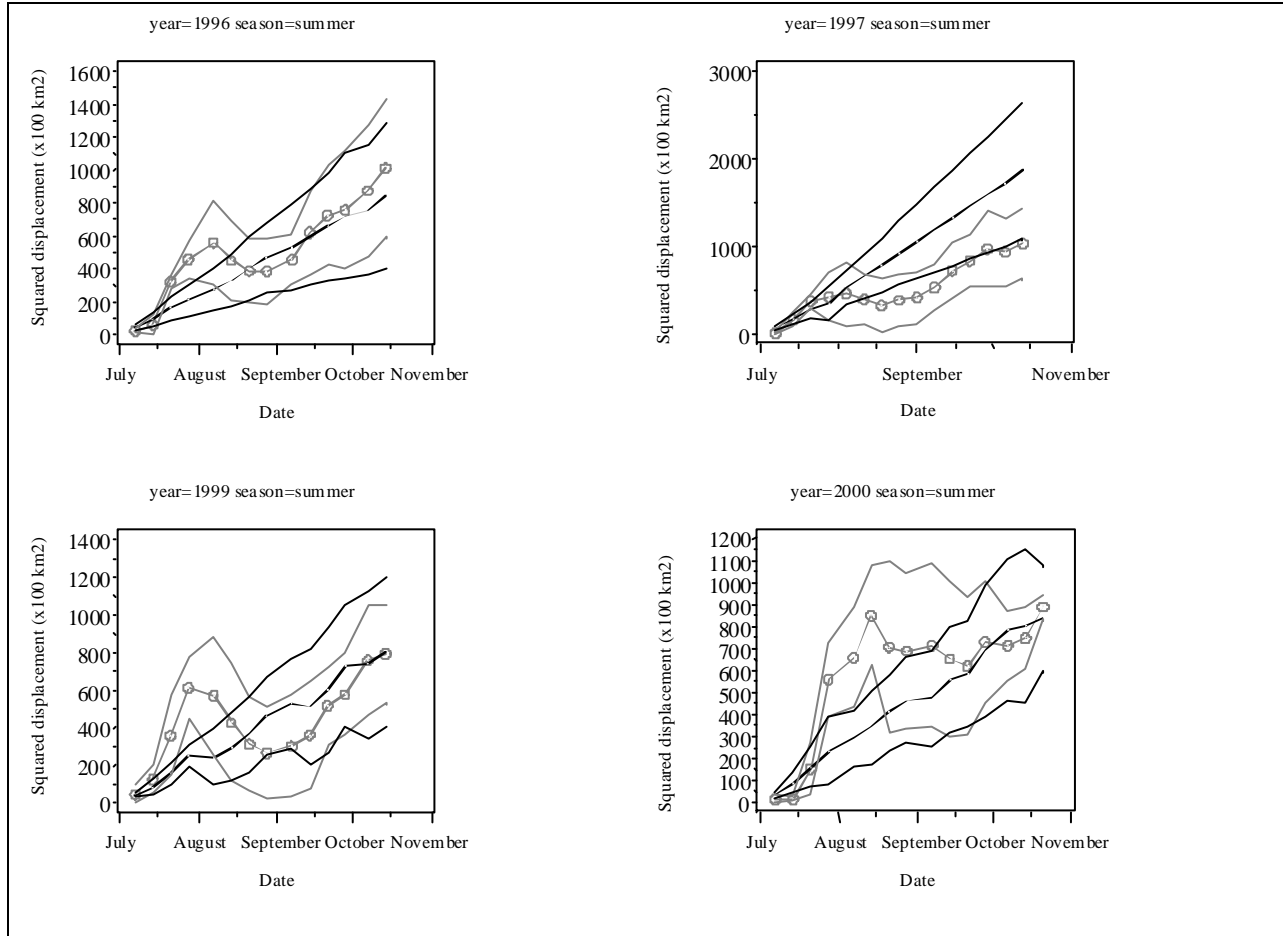 year=1996 season=summer
Squared displacement (x100 km2)
1600
1400
1200
1000
800
600
400
200
0
July August September October November
Date
year=1997 season=summer
Squared displacement (x100 km2)
3000
2000
1000
0
July September November
Date
year=1999 season=summer
Squared displacement (x100 km2)
1400
1200
1000
800
600
400
200
0
July August September October November
Date
year=2000 season=summer
Squared displacement (x100 km2)
1200
1100
1000
900
800
700
600
500
400
300
200
100
0
July August September October November
Date